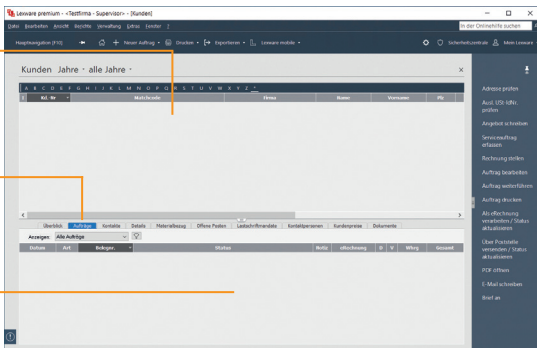 Lexware premium - <Testfirma - Supervisor> - [Kunden]
Datei Bearbeiten Ansicht Berichte Verwaltung Extras Fenster ?
In der Onlinehilfe suchen
Hauptnavigation (F10) Neuer Auftrag Drucken Exportieren Lexware mobile Sicherheitszentrale Mein Lexware
Kunden Jahre alle Jahre
A B C D E F G H I J K L M N O P Q R S T U V W X Y Z *
Kd. Nr Matchcode Firma Name Vorname Plz
Überblick Aufträge Kontakte Details Materialbezug Offene Posten Lastschriftmandate Kontaktpersonen Kundenpreise Dokumente
Anzeigen: Alle Aufträge
Datum Art Belegnr. Status Notiz eRechnung D V Whrg Gesamt
Adresse prüfen
Ausl. USt-IdNr.
prüfen
Angebot schreiben
Serviceauftrag
erfassen
Rechnung stellen
Auftrag bearbeiten
Auftrag weiterführen
Auftrag drucken
Als eRechnung
verarbeiten / Status
aktualisieren
Über Poststelle
versenden / Status
aktualisieren
PDF öffnen
E-Mail schreiben
Brief an